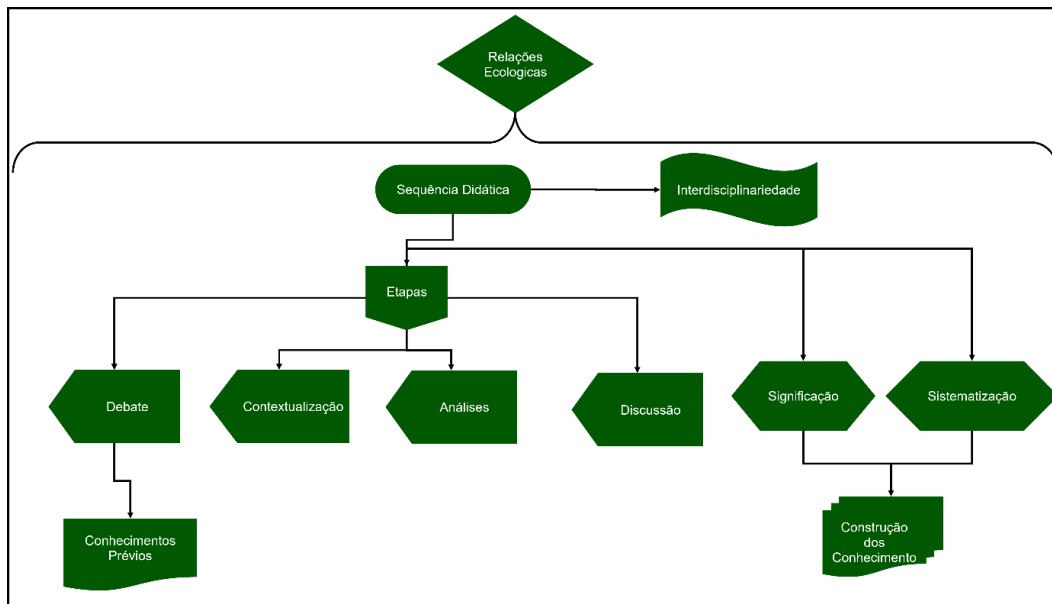 Relações
Ecologicas
Sequência Didática
Interdisciplinariedade
Etapas
Debate
Contextualização
Análises
Discussão
Significação
Sistematização
Conhecimentos
Prévios
Construção
dos
Conhecimento